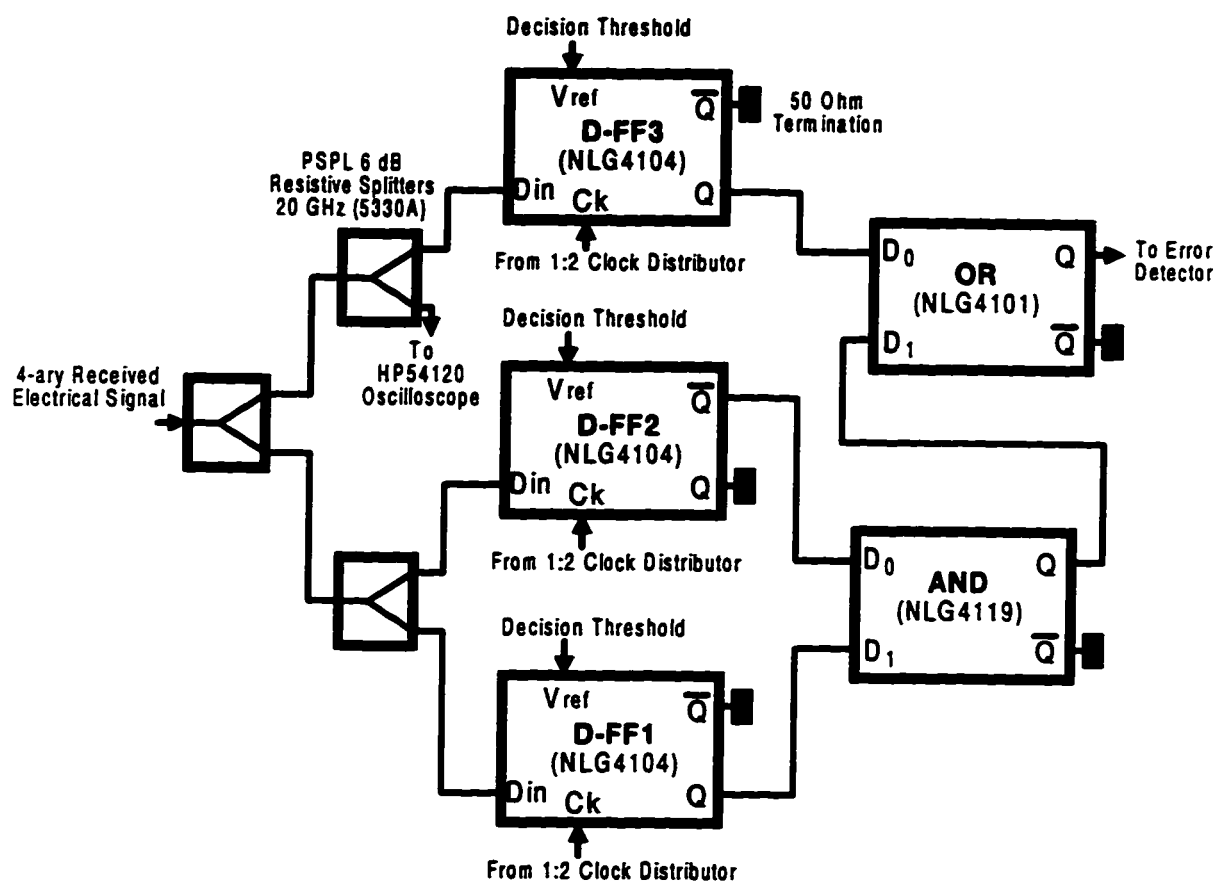 Decision Threshold
Vref
Q
D-FF3
(NLG4104)
Din
Ck
Q
50 Ohm
Termination
From 1:2 Clock Distributor
PSPL 6 dB
Resistive Splitters
20 GHz (5330A)
To
HP54120
Oscilloscope
4-ary Received
Electrical Signal
Decision Threshold
Vref
Q
D-FF2
(NLG4104)
Din
Ck
Q
From 1:2 Clock Distributor
Decision Threshold
Vref
Q
D-FF1
(NLG4104)
Din
Ck
Q
From 1:2 Clock Distributor
D0
OR
Q
(NLG4101)
D1
Q
To Error
Detector
D0
AND
Q
(NLG4119)
D1
Q